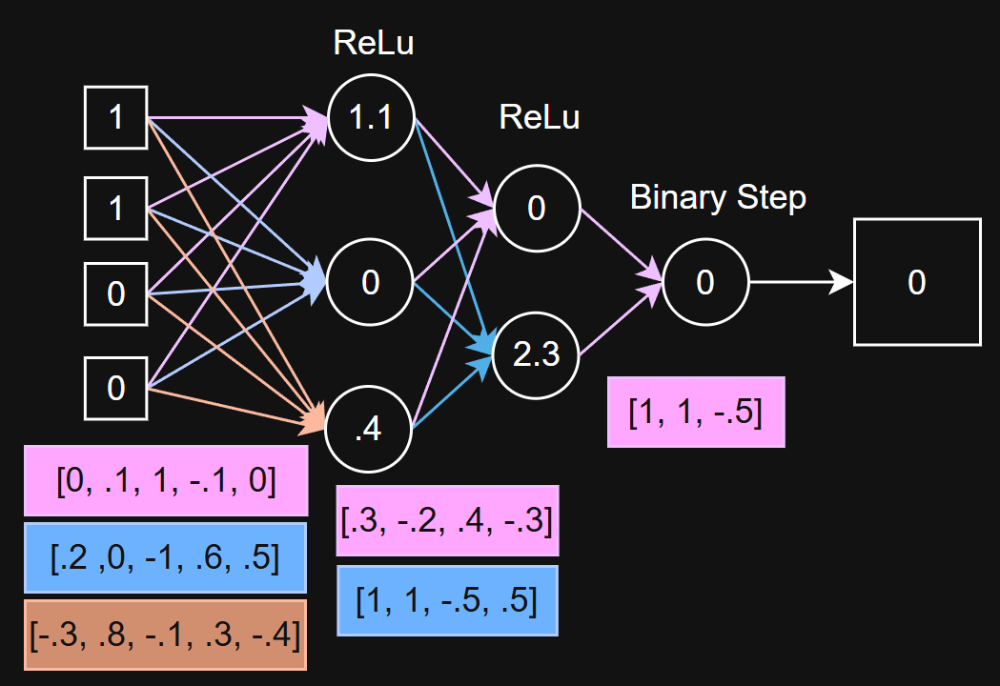 ReLu
ReLu
Binary Step
1
1
0
0
1.1
0
.4
0
2.3
0
0
[0, .1, 1, -.1, 0]
[.2 ,0, -1, .6, .5]
[-.3, .8, -.1, .3, -.4]
[.3, -.2, .4, -.3]
[1, 1, -.5, .5]
[1, 1, -.5]